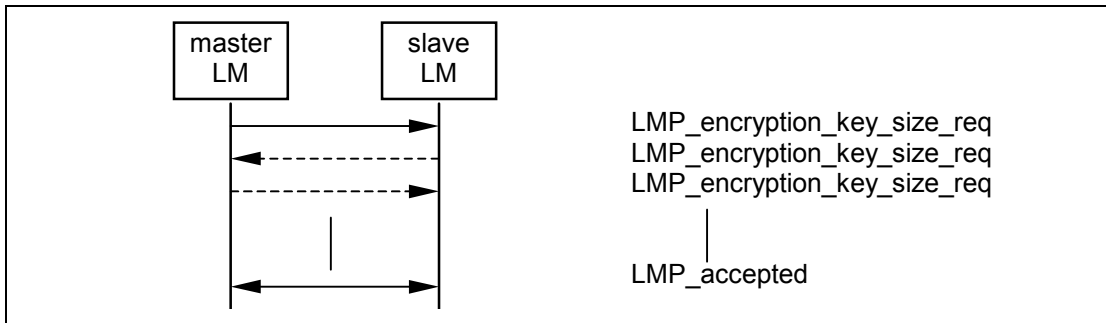 master
LM
slave
LM
LMP_encryption_key_size_req
LMP_encryption_key_size_req
LMP_encryption_key_size_req
LMP_accepted